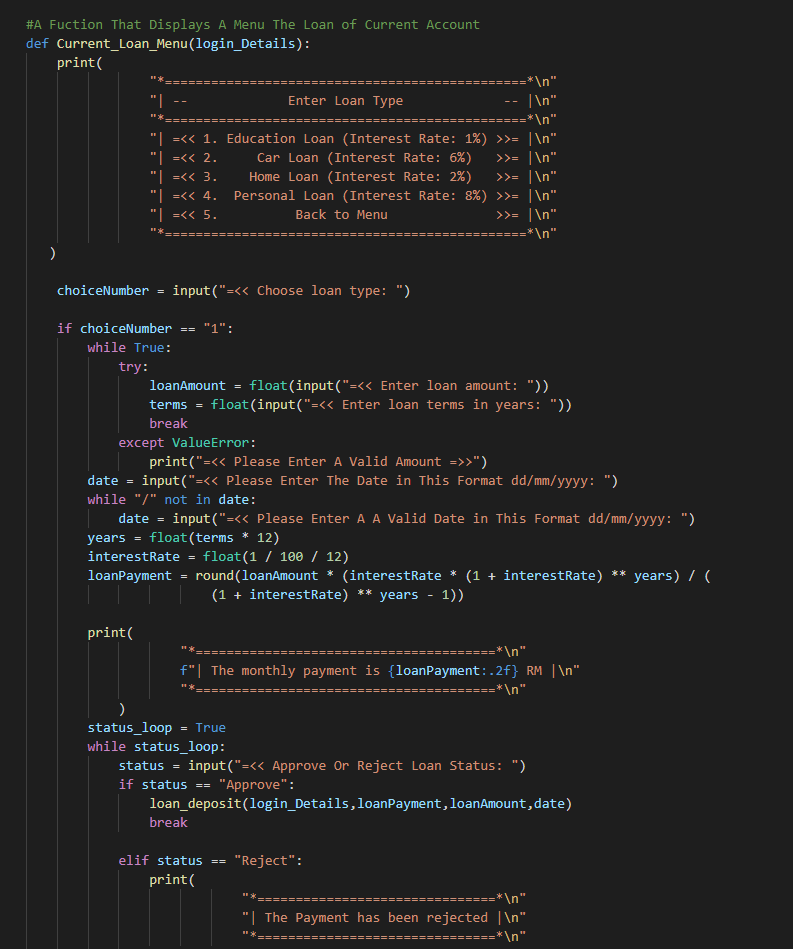 #A Fuction That Displays A Menu The Loan of Current Account
def Current_Loan_Menu(login_Details):
    print(
                "*===============================================*\n"
                "| --             Enter Loan Type             -- |\n"
                "*===============================================*\n"
                "| =<< 1. Education Loan (Interest Rate: 1%) >>= |\n"
                "| =<< 2.     Car Loan (Interest Rate: 6%)   >>= |\n"
                "| =<< 3.    Home Loan (Interest Rate: 2%)   >>= |\n"
                "| =<< 4.  Personal Loan (Interest Rate: 8%) >>= |\n"
                "| =<< 5.          Back to Menu              >>= |\n"
                "*===============================================*\n"
   )
    choiceNumber = input("=<< Choose loan type: ")
    if choiceNumber == "1":
        while True:
            try:
                loanAmount = float(input("=<< Enter loan amount: "))
                terms = float(input("=<< Enter loan terms in years: "))
                break
            except ValueError:
                print("=<< Please Enter A Valid Amount =>>")
        date = input("=<< Please Enter The Date in This Format dd/mm/yyyy: ")
        while "/" not in date:
            date = input("=<< Please Enter A A Valid Date in This Format dd/mm/yyyy: ")
        years = float(terms * 12)
        interestRate = float(1 / 100 / 12)
        loanPayment = round(loanAmount * (interestRate * (1 + interestRate) ** years) / (
                        (1 + interestRate) ** years - 1))
        print(
                    "*=======================================*\n"
                    f"| The monthly payment is {loanPayment:.2f} RM |\n"
                    "*=======================================*\n"
            )
        status_loop = True
        while status_loop:
            status = input("=<< Approve Or Reject Loan Status: ")
            if status == "Approve":
                loan_deposit(login_Details,loanPayment,loanAmount,date)
                break
            elif status == "Reject":
                print(
                            "*===============================*\n"
                            "| The Payment has been rejected |\n"
                            "*===============================*\n"